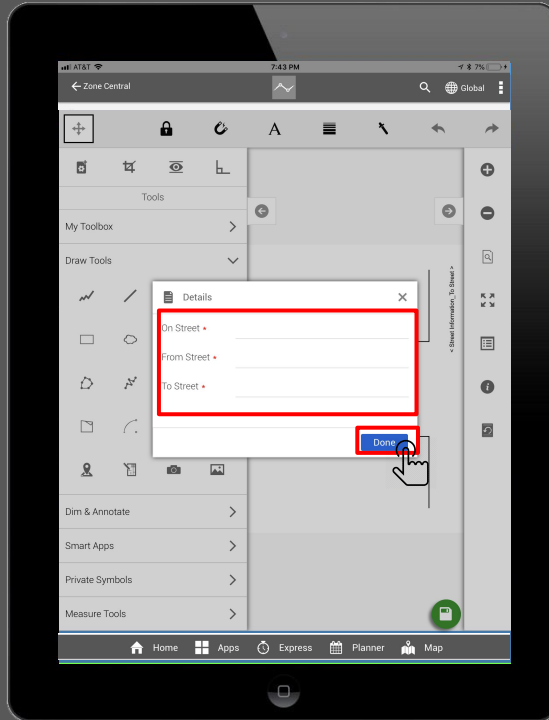 AT&T 7:43 PM 7%
Zone Central Global
A
Tools
My Toolbox
Draw Tools
Details
On Street *
From Street *
To Street *
Done
< Street Information_To Street >
Dim & Annotate
Smart Apps
Private Symbols
Measure Tools
Home Apps Express Planner Map